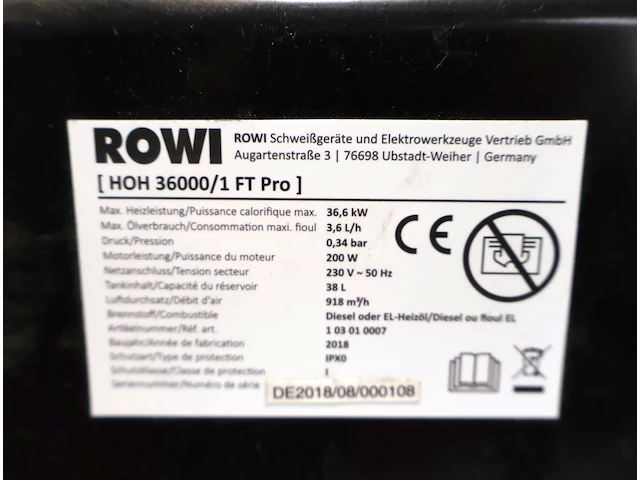 ROWI ROWI Schweißgeräte und Elektrowerkzeuge Vertrieb GmbH
Augartenstraße 3 | 76698 Ubstadt-Weiher | Germany
[ HOH 36000/1 FT Pro ]
Max. Heizleistung/Puissance calorifique max. 36,6 kW
Max. Ölverbrauch/Consommation maxi. fioul 3,6 L/h
Druck/Pression 0,34 bar
Motorleistung/Puissance du moteur 200 W
Netzanschluss/Tension secteur 230 V ~ 50 Hz
Tankinhalt/Capacité du réservoir 38 L
Luftdurchsatz/Débit d'air 918 m³/h
Brennstoff/Combustible Diesel oder EL-Heizöl/Diesel ou fioul EL
Artikelnummer/Réf. art. 1 03 01 0007
Baujahr/Année de fabrication 2018
Schutzart/Type de protection IPX0
Schutzklasse/Classe de protection I
Seriennummer/Numéro de série DE2018/08/000108
CE